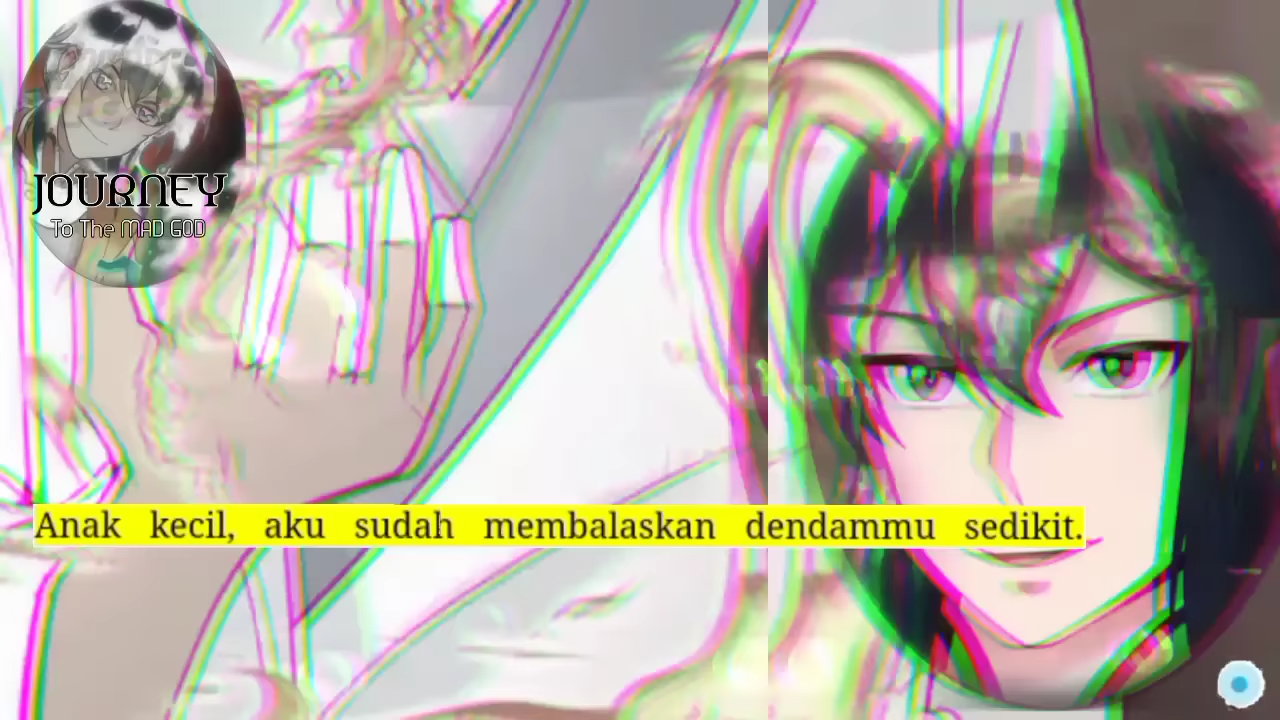 JOURNEY
To The MAD GOD
Anak kecil, aku sudah membalaskan dendammu sedikit.